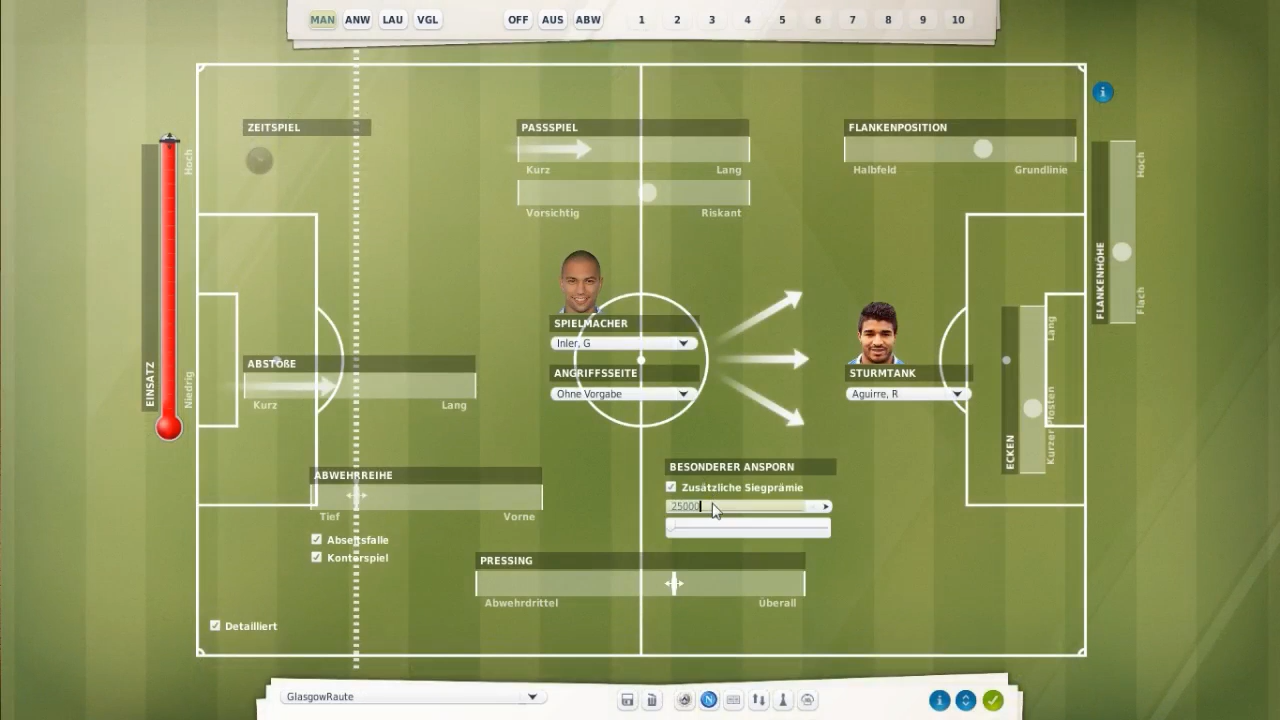 MAN ANW LAU VGL OFF AUS ABW 1 2 3 4 5 6 7 8 9 10
ZEITSPIEL
PASSSPIEL
Kurz Lang
Vorsichtig Riskant
FLANKENPOSITION
Halbfeld Grundlinie
EINSATZ
Hoch
Niedrig
FLANKENHÖHE
Hoch
Flach
SPIELMACHER
Inler, G
ANGRIFFSSEITE
Ohne Vorgabe
STURMTANK
Aguirre, R
ABSTÖßE
Kurz Lang
ECKEN
Lang
Kurzer Pfosten
ABWEHRREIHE
Tief Vorne
Abseitsfalle
Konterspiel
BESONDERER ANSPORN
Zusätzliche Siegprämie
25000
PRESSING
Abwehrdrittel Überall
Detailliert
GlasgowRaute